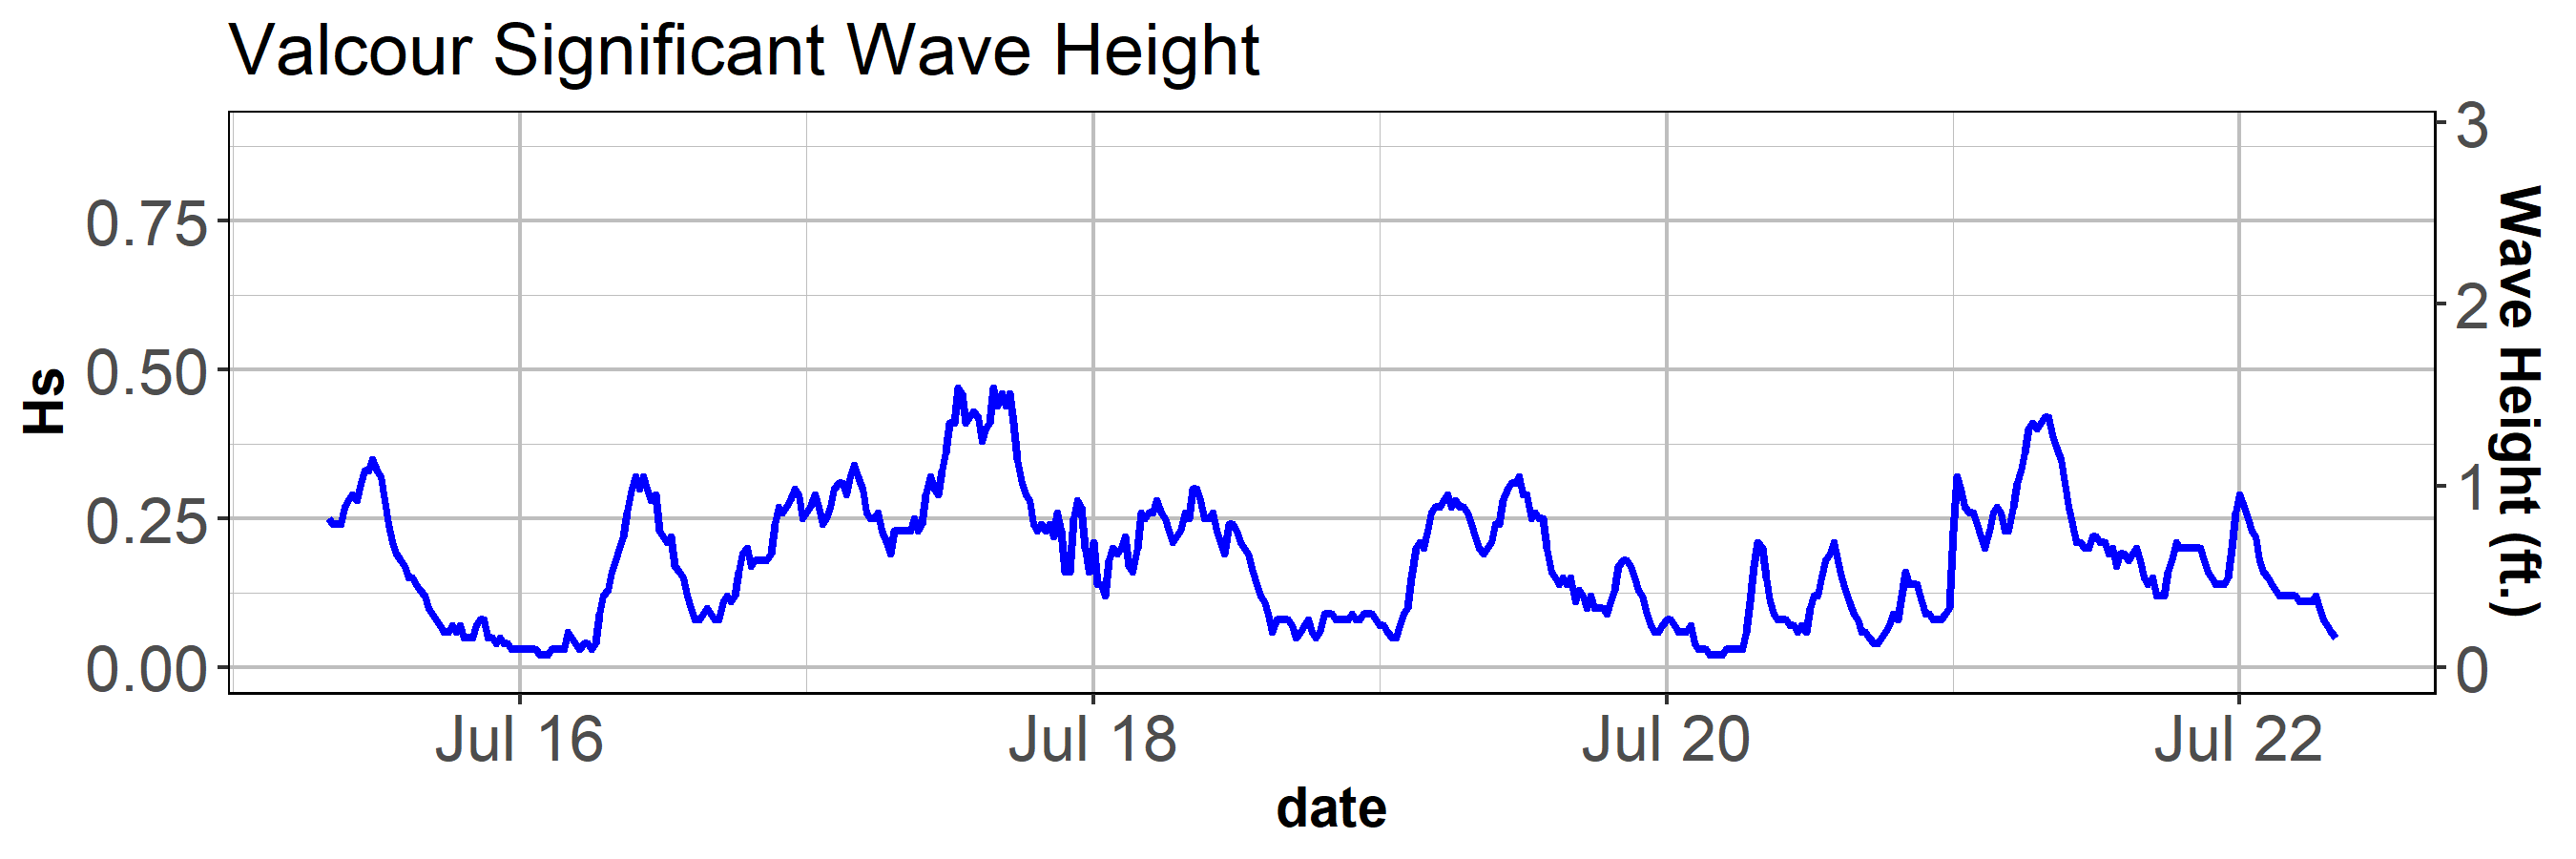 Valcour Significant Wave Height
Hs
0.75
0.50
0.25
0.00
3
2
1
0
Wave Height (ft.)
Jul 16
Jul 18
Jul 20
Jul 22
date